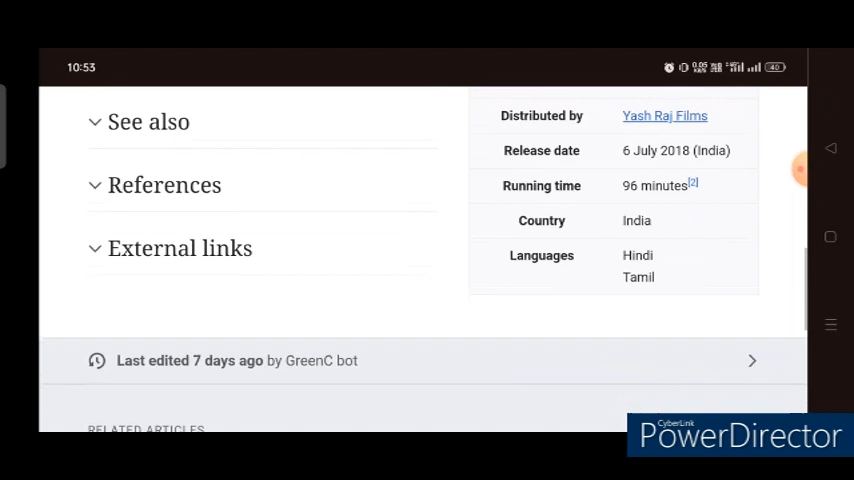 10:53
See also
References
External links
Distributed by Yash Raj Films
Release date 6 July 2018 (India)
Running time 96 minutes[2]
Country India
Languages Hindi
Tamil
Last edited 7 days ago by GreenC bot
RELATED ARTICLES
CyberLink
PowerDirector